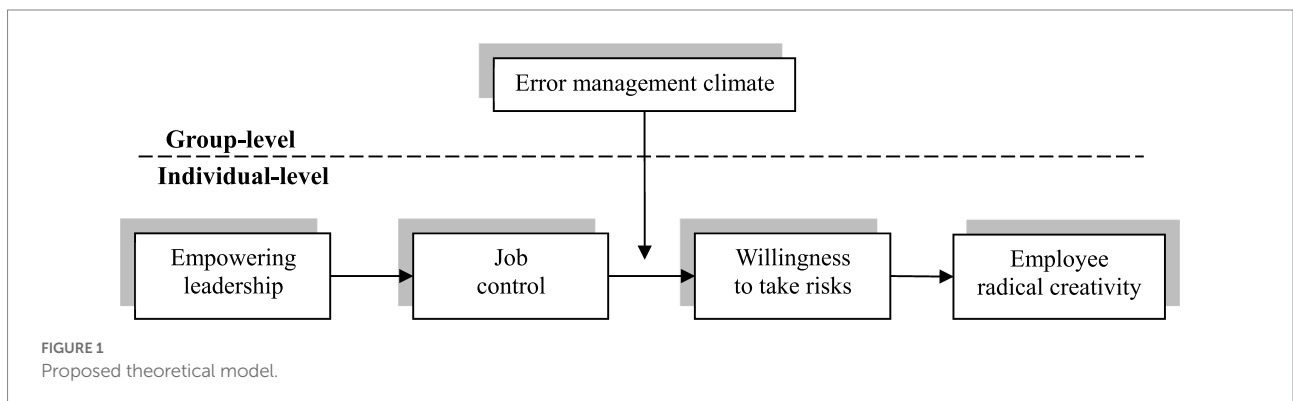 Error management climate
Group-level
Individual-level
Empowering
leadership
Job
control
Willingness
to take risks
Employee
radical creativity
FIGURE 1
Proposed theoretical model.